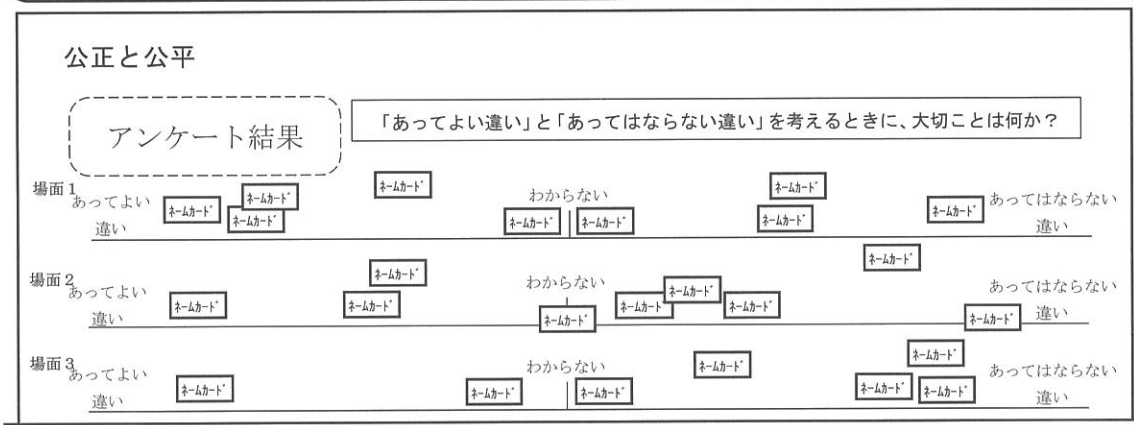 公正と公平
アンケート結果
「あってよい違い」と「あってはならない違い」を考えるときに、大切ことは何か？
場面１
あってよい
違い
ﾈｰﾑｶｰﾄﾞ
ﾈｰﾑｶｰﾄﾞ
ﾈｰﾑｶｰﾄﾞ
ﾈｰﾑｶｰﾄﾞ
ﾈｰﾑｶｰﾄﾞ
わからない
ﾈｰﾑｶｰﾄﾞ
ﾈｰﾑｶｰﾄﾞ
ﾈｰﾑｶｰﾄﾞ
ﾈｰﾑｶｰﾄﾞ
あってはならない
違い
場面２
あってよい
違い
ﾈｰﾑｶｰﾄﾞ
ﾈｰﾑｶｰﾄﾞ
ﾈｰﾑｶｰﾄﾞ
わからない
ﾈｰﾑｶｰﾄﾞ
ﾈｰﾑｶｰﾄﾞ
ﾈｰﾑｶｰﾄﾞ
ﾈｰﾑｶｰﾄﾞ
ﾈｰﾑｶｰﾄﾞ
ﾈｰﾑｶｰﾄﾞ
あってはならない
違い
場面３
あってよい
違い
ﾈｰﾑｶｰﾄﾞ
ﾈｰﾑｶｰﾄﾞ
わからない
ﾈｰﾑｶｰﾄﾞ
ﾈｰﾑｶｰﾄﾞ
ﾈｰﾑｶｰﾄﾞ
ﾈｰﾑｶｰﾄﾞ
ﾈｰﾑｶｰﾄﾞ
あってはならない
違い